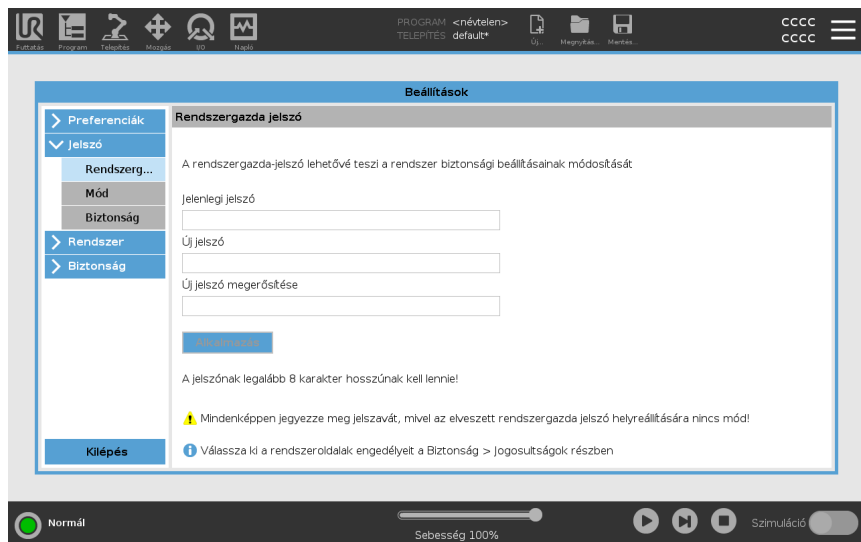 PROGRAM <névtelen>
TELEPÍTÉS default*
CCCC
CCCC
Futtatás Program Telepítés Mozgás I/O Napló Új... Megnyitás... Mentés...
Beállítások
Preferenciák
Jelszó
Rendszerg...
Mód
Biztonság
Rendszer
Biztonság
Kilépés
Rendszergazda jelszó
A rendszergazda-jelszó lehetővé teszi a rendszer biztonsági beállításainak módosítását
Jelenlegi jelszó
Új jelszó
Új jelszó megerősítése
Alkalmazás
A jelszónak legalább 8 karakter hosszúnak kell lennie!
Mindenképpen jegyezze meg jelszavát, mivel az elveszett rendszergazda jelszó helyreállítására nincs mód!
Válassza ki a rendszeroldalak engedélyeit a Biztonság > Jogosultságok részben
Normál
Sebesség 100%
Szimuláció